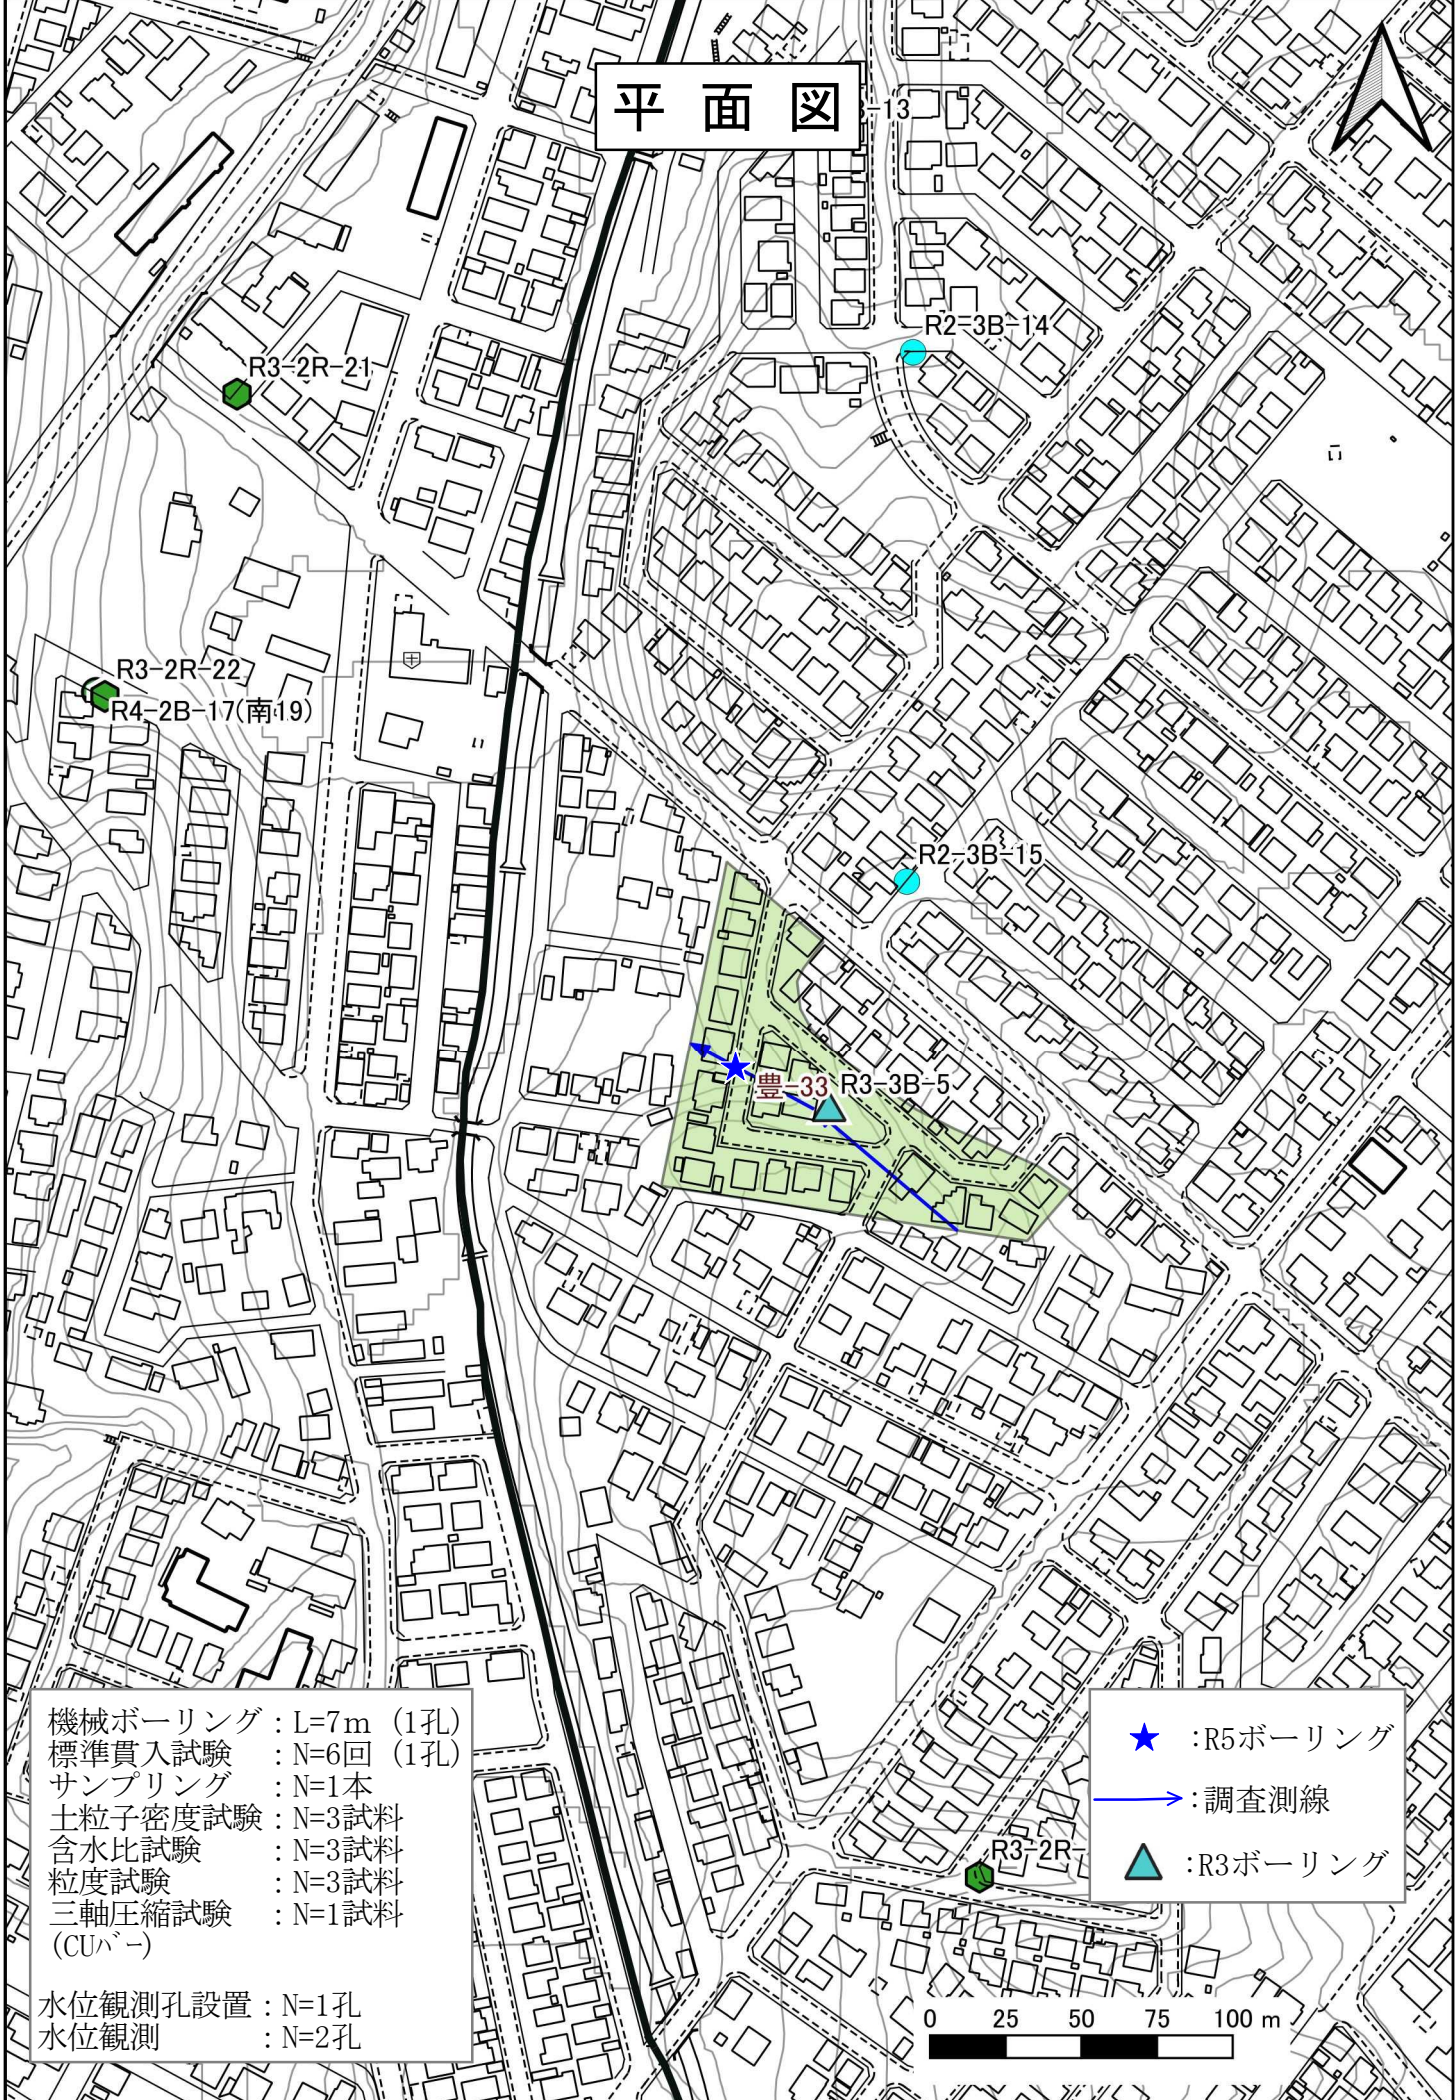 平 面 図
-13
R2-3B-14
R3-2R-21
R3-2R-22
R4-2B-17(南19)
R2-3B-15
豊-33
R3-3B-5
R3-2R-
機械ボーリング：L=7m (1孔)
標準貫入試験　：N=6回 (1孔)
サンプリング　：N=1本
土粒子密度試験：N=3試料
含水比試験　　：N=3試料
粒度試験　　　：N=3試料
三軸圧縮試験　：N=1試料
(CUﾊﾞｰ)
水位観測孔設置：N=1孔
水位観測　　　：N=2孔
：R5ボーリング
：調査測線
：R3ボーリング
0 25 50 75 100 m